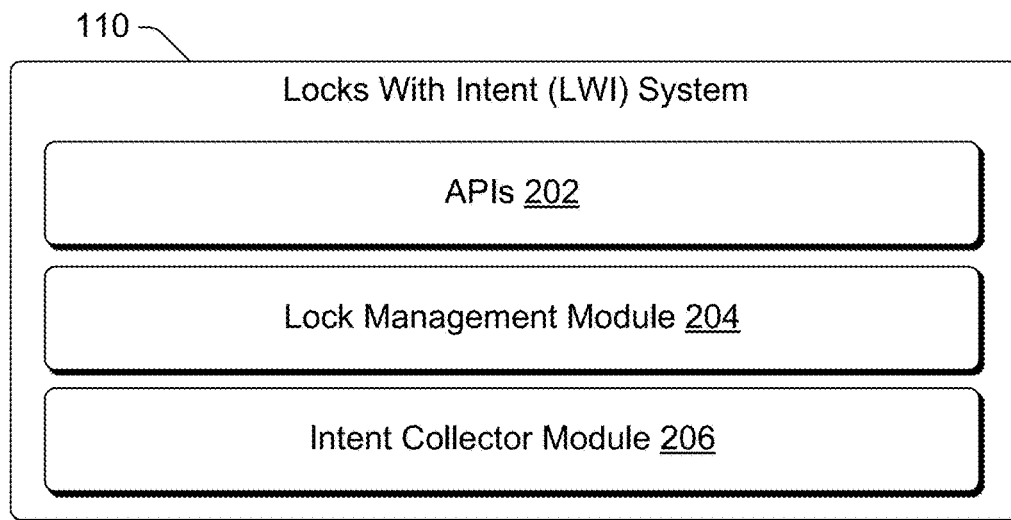 110
Locks With Intent (LWI) System
APIs 202
Lock Management Module 204
Intent Collector Module 206